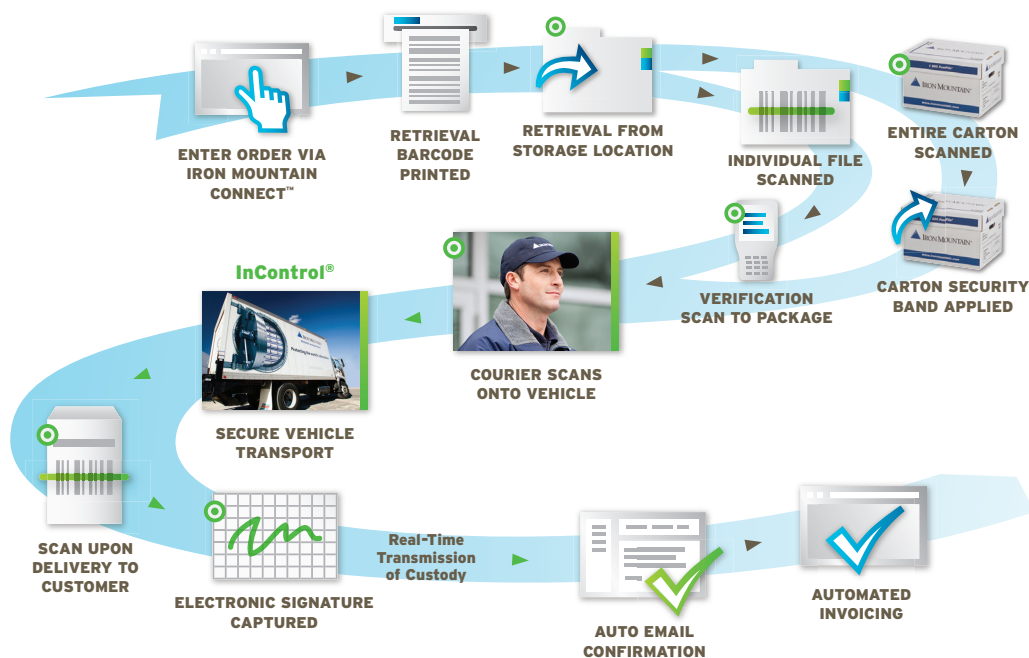 ENTER ORDER VIA
IRON MOUNTAIN
CONNECT™
RETRIEVAL
BARCODE
PRINTED
RETRIEVAL FROM
STORAGE LOCATION
INDIVIDUAL FILE
SCANNED
IRON MOUNTAIN®
ENTIRE CARTON
SCANNED
IRON MOUNTAIN®
CARTON SECURITY
BAND APPLIED
VERIFICATION
SCAN TO PACKAGE
COURIER SCANS
ONTO VEHICLE
InControl®
SECURE VEHICLE
TRANSPORT
SCAN UPON
DELIVERY TO
CUSTOMER
ELECTRONIC SIGNATURE
CAPTURED
Real-Time
Transmission
of Custody
AUTO EMAIL
CONFIRMATION
AUTOMATED
INVOICING